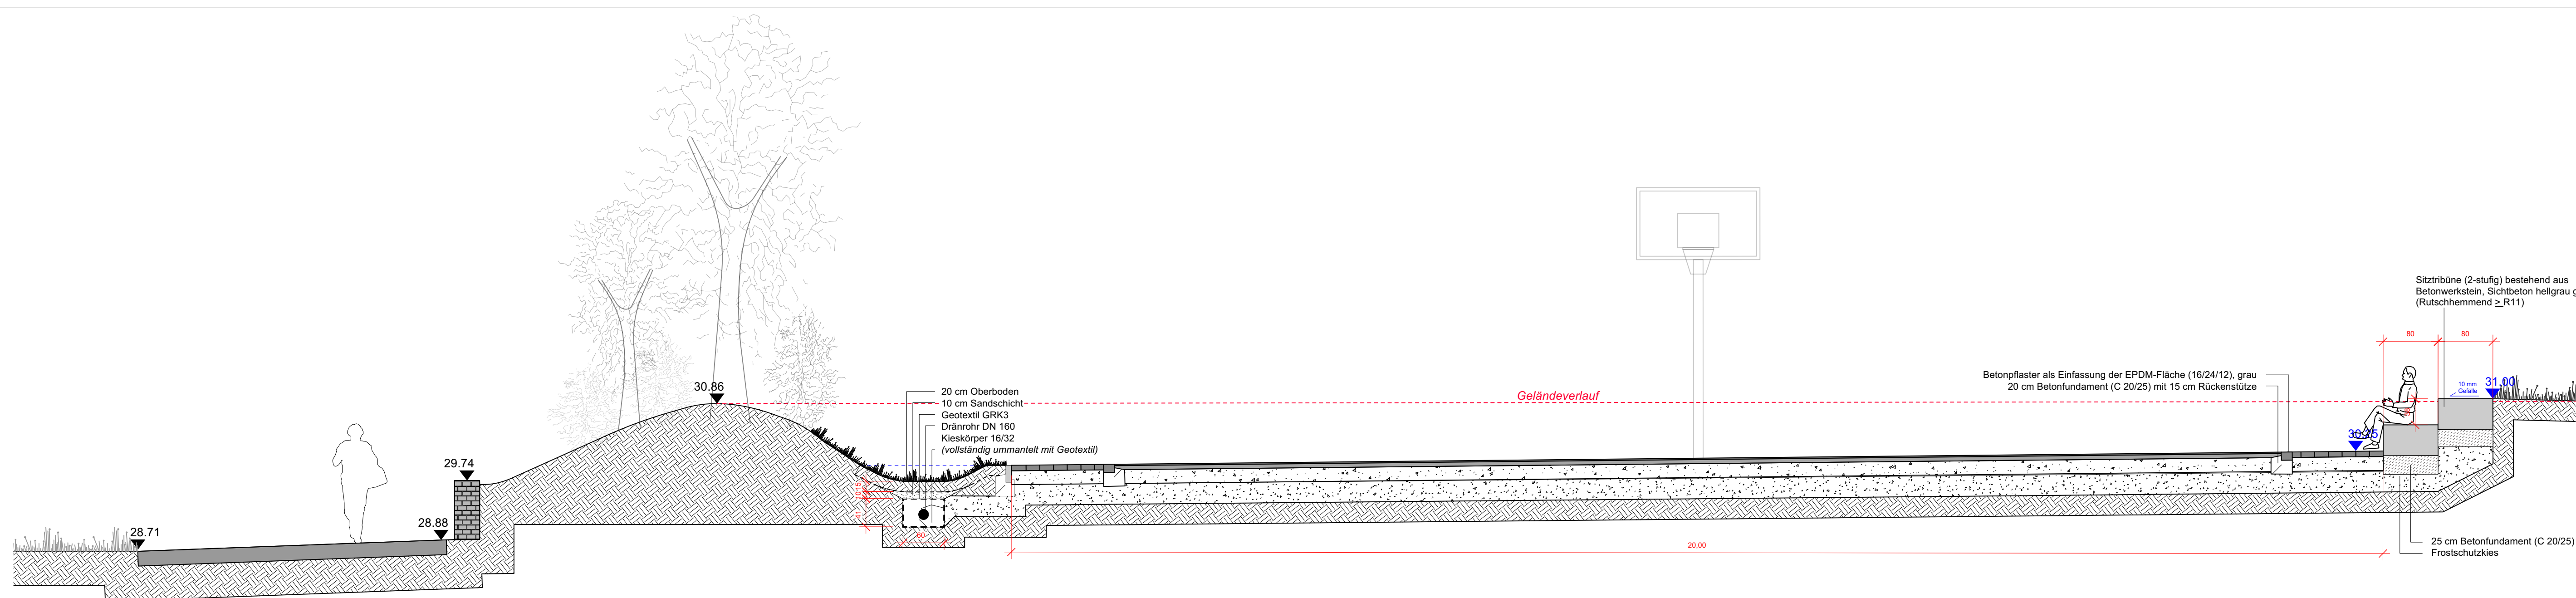 30.86
29.74
28.88
28.71
20 cm Oberboden
10 cm Sandschicht
Geotextil GRK3
Dränrohr DN 160
Kieskörper 16/32
(vollständig ummantelt mit Geotextil)
1015
41
60
Geländeverlauf
20,00
Betonpflaster als Einfassung der EPDM-Fläche (16/24/12), grau
20 cm Betonfundament (C 20/25) mit 15 cm Rückenstütze
Sitztribüne (2-stufig) bestehend aus
Betonwerkstein, Sichtbeton hellgrau
(Rutschhemmend > R11)
80
80
10 mm
Gefälle
31,00
25 cm Betonfundament (C 20/25)
Frostschutzkies